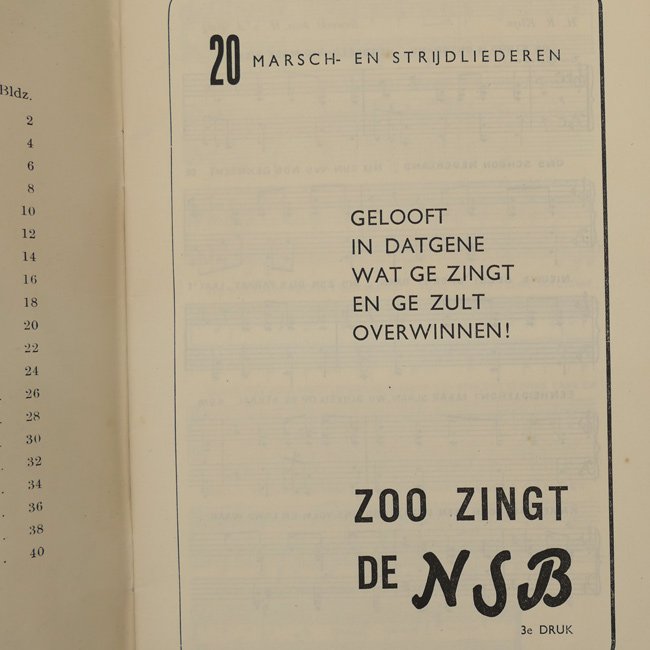 Bldz.
2
4
6
8
10
12
14
16
18
20
22
24
26
28
30
32
34
36
38
40
20 MARSCH- EN STRIJDLIEDEREN
GELOOFT
IN DATGENE
WAT GE ZINGT
EN GE ZULT
OVERWINNEN!
ZOO ZINGT
DE NSB
3e DRUK